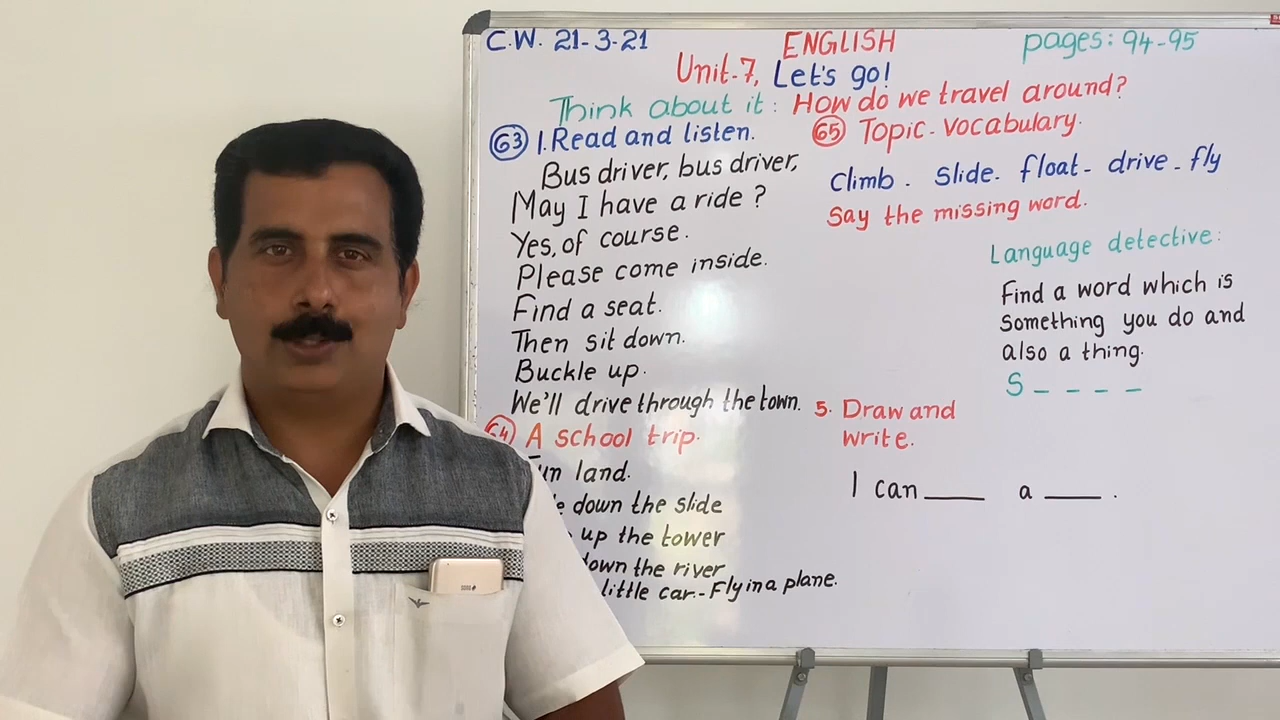 C.W. 21-3-21
ENGLISH
pages: 94-95
Unit-7, Let's go!
Think about it: How do we travel around?
63 1. Read and listen.
Bus driver, bus driver,
May I have a ride?
Yes, of course.
Please come inside.
Find a seat.
Then sit down.
Buckle up.
We'll drive through the town.
64 A school trip.
Fun land.
down the slide
up the tower
down the river
little car.-Fly in a plane.
65 Topic-vocabulary.
Climb - slide - float - drive - fly
Say the missing word.
Language detective:
Find a word which is
something you do and
also a thing.
S _ _ _ _
5. Draw and
write.
I can ____ a ____ .